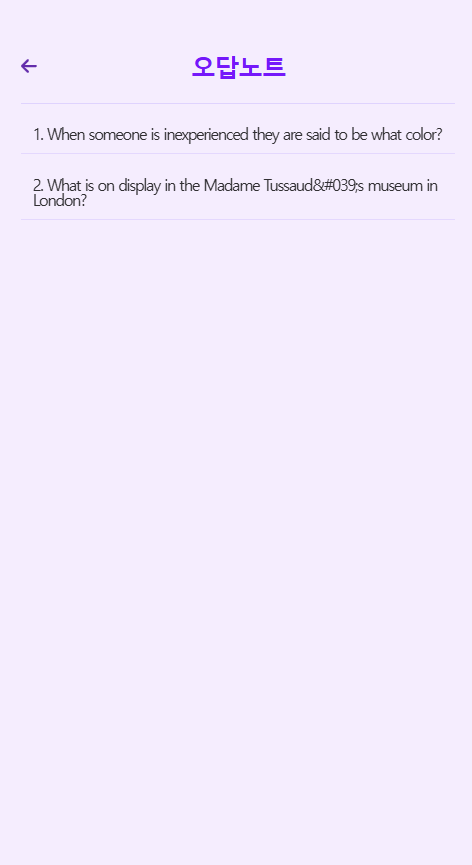 오답노트
1. When someone is inexperienced they are said to be what color?
2. What is on display in the Madame Tussaud&#039;s museum in
London?